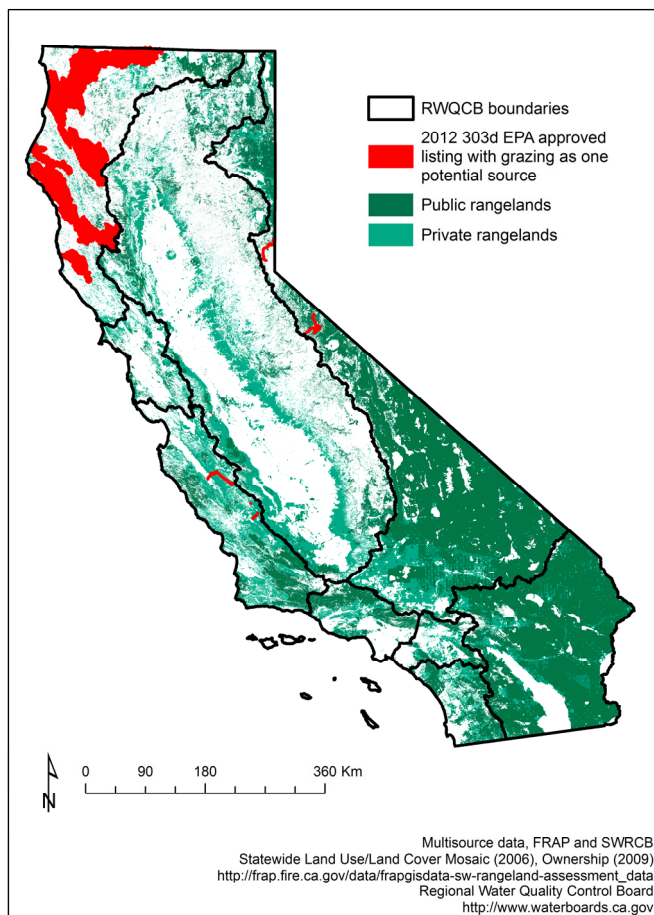 RWQCB boundaries
2012 303d EPA approved
listing with grazing as one
potential source
Public rangelands
Private rangelands
0 90 180 360 Km
N
Multisource data, FRAP and SWRCB
Statewide Land Use/Land Cover Mosaic (2006), Ownership (2009)
http://frap.fire.ca.gov/data/frapgisdata-sw-rangeland-assessment_data
Regional Water Quality Control Board
http://www.waterboards.ca.gov